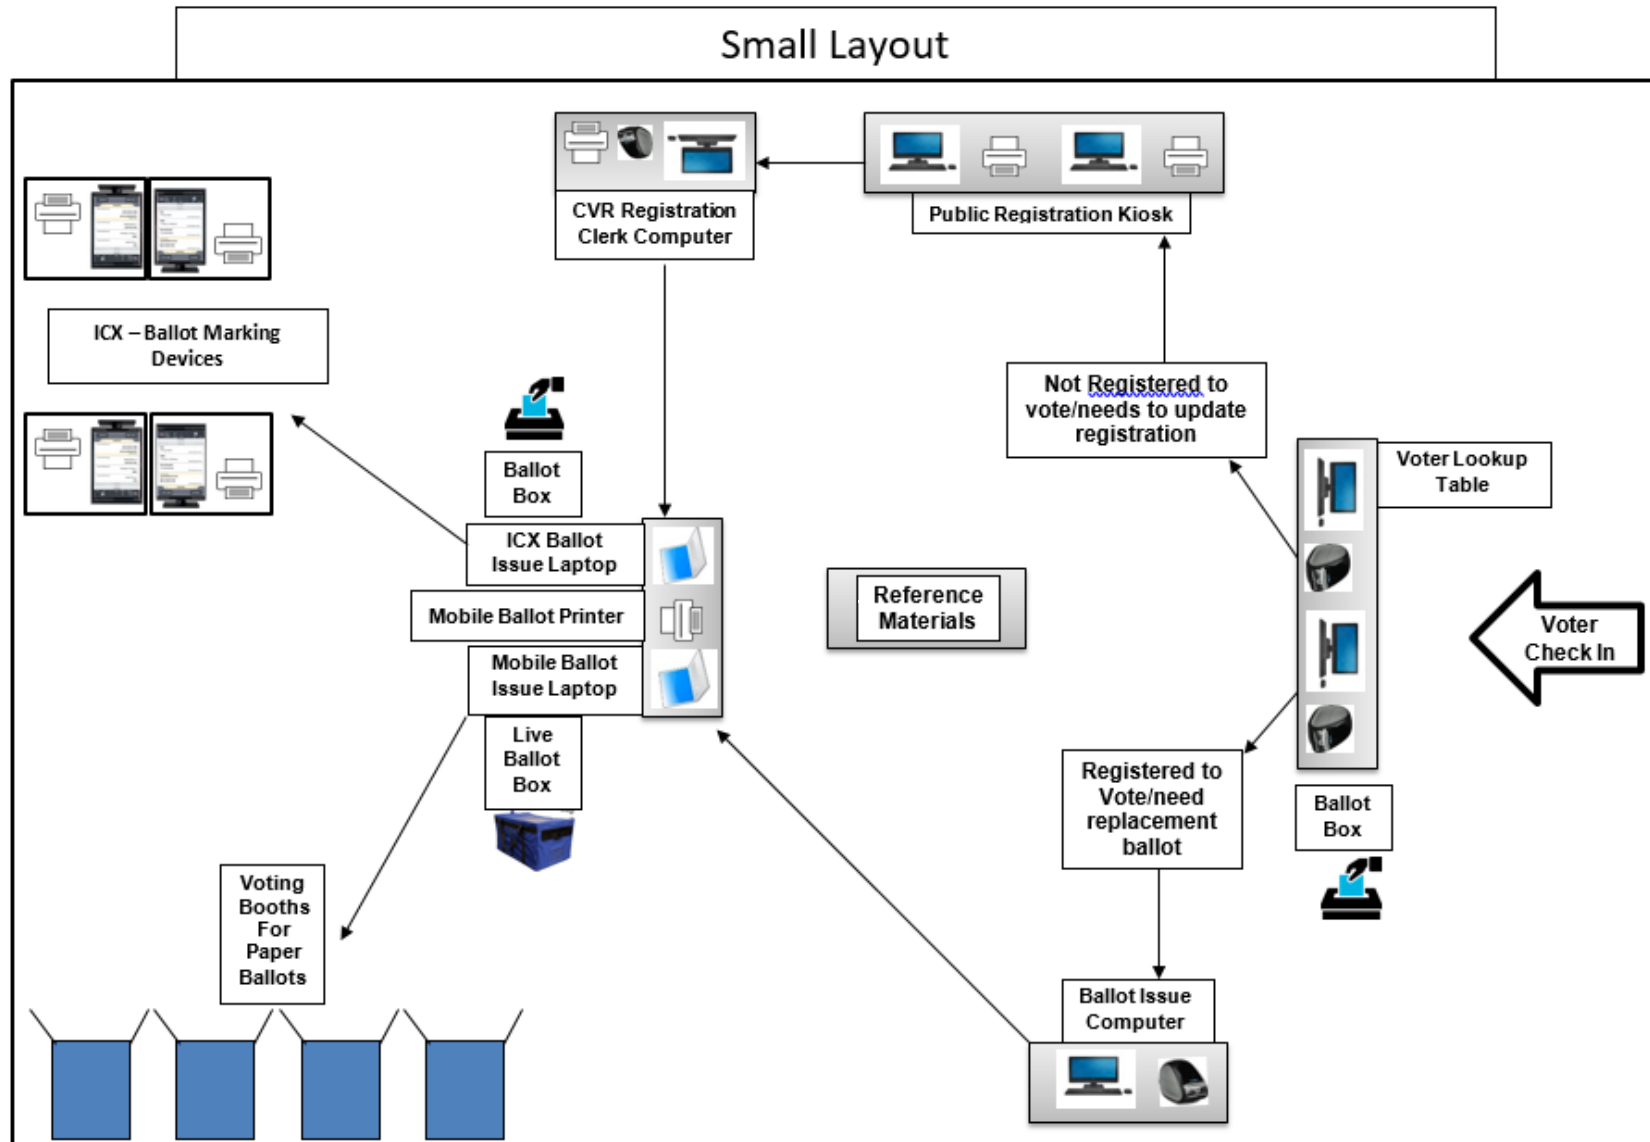 Small Layout
CVR Registration
Clerk Computer
Public Registration Kiosk
ICX – Ballot Marking
Devices
Not Registered to
vote/needs to update
registration
Voter Lookup
Table
Ballot
Box
ICX Ballot
Issue Laptop
Mobile Ballot Printer
Mobile Ballot
Issue Laptop
Reference
Materials
Voter
Check In
Live
Ballot
Box
Registered to
Vote/need
replacement
ballot
Ballot
Box
Voting
Booths
For
Paper
Ballots
Ballot Issue
Computer